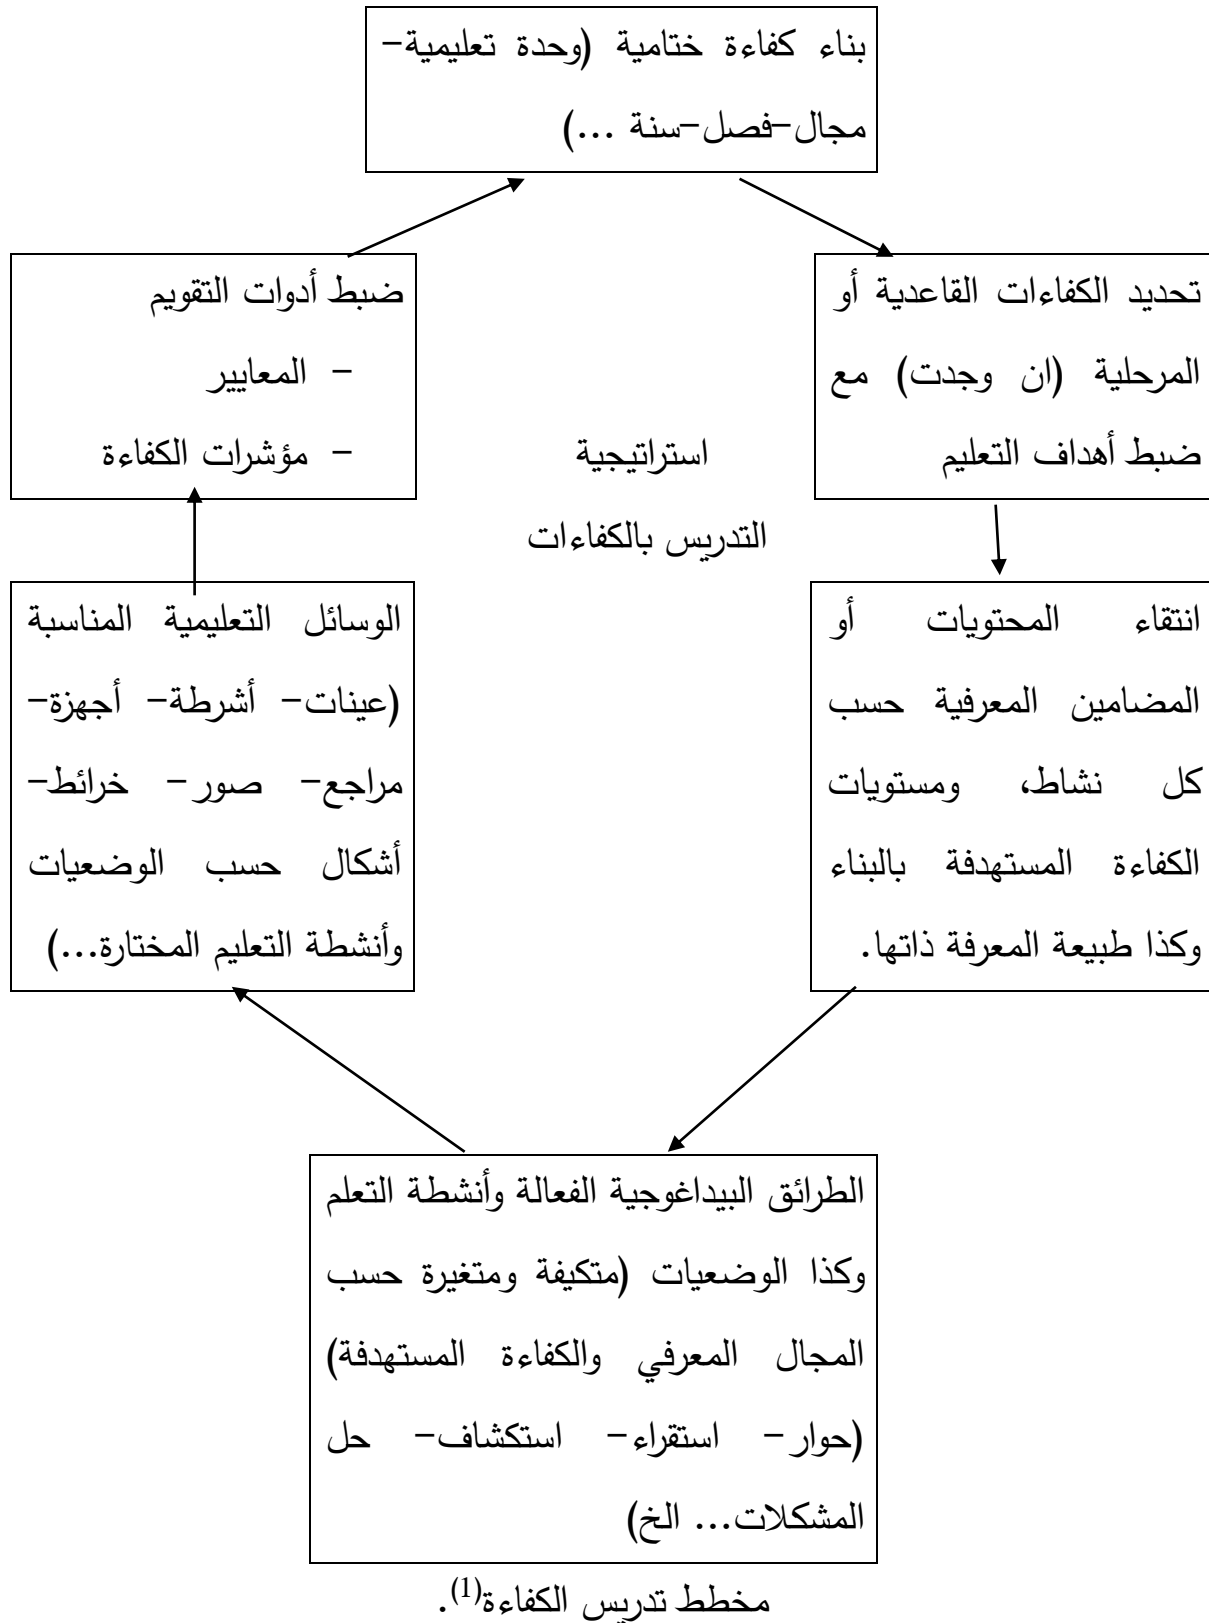 بناء كفاءة ختامية (وحدة تعليمية-
مجال-فصل-سنة ...)
تحديد الكفاءات القاعدية أو
المرحلية (ان وجدت) مع
ضبط أهداف التعليم
ضبط أدوات التقويم
- المعايير
- مؤشرات الكفاءة
استراتيجية
التدريس بالكفاءات
انتقاء المحتويات أو
المضامين المعرفية حسب
كل نشاط، ومستويات
الكفاءة المستهدفة بالبناء
وكذا طبيعة المعرفة ذاتها.
الوسائل التعليمية المناسبة
(عينات- أشرطة- أجهزة-
مراجع- صور- خرائط-
أشكال حسب الوضعيات
وأنشطة التعليم المختارة...)
الطرائق البيداغوجية الفعالة وأنشطة التعلم
وكذا الوضعيات (متكيفة ومتغيرة حسب
المجال المعرفي والكفاءة المستهدفة)
(حوار- استقراء- استكشاف- حل
المشكلات... الخ)
مخطط تدريس الكفاءة(1).